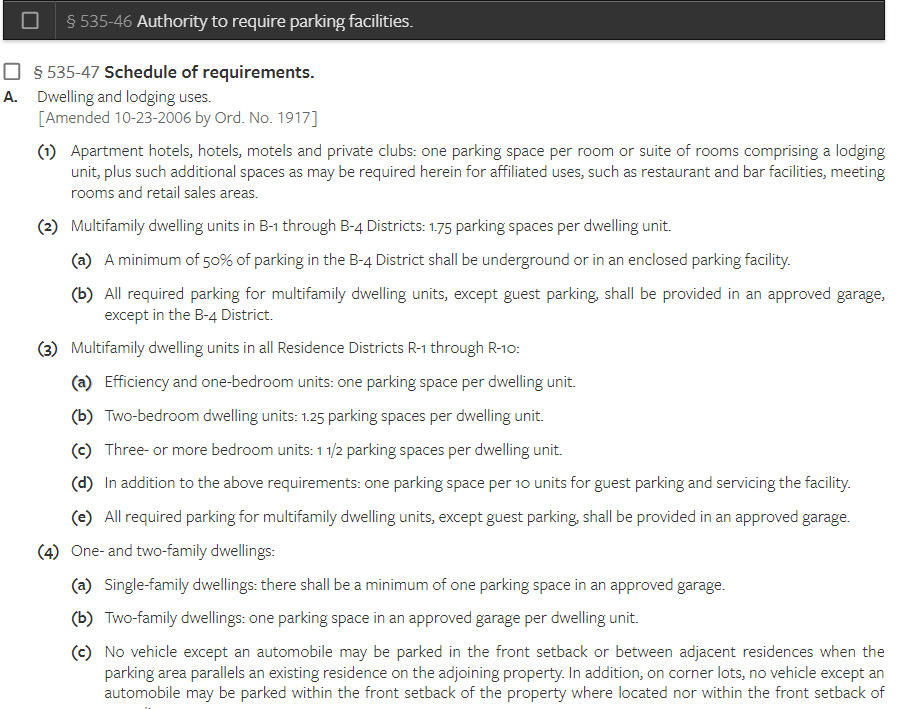 § 535-46 Authority to require parking facilities.
§ 535-47 Schedule of requirements.
A. Dwelling and lodging uses.
[Amended 10-23-2006 by Ord. No. 1917]
(1) Apartment hotels, hotels, motels and private clubs: one parking space per room or suite of rooms comprising a lodging
unit, plus such additional spaces as may be required herein for affiliated uses, such as restaurant and bar facilities, meeting
rooms and retail sales areas.
(2) Multifamily dwelling units in B-1 through B-4 Districts: 1.75 parking spaces per dwelling unit.
(a) A minimum of 50% of parking in the B-4 District shall be underground or in an enclosed parking facility.
(b) All required parking for multifamily dwelling units, except guest parking, shall be provided in an approved garage,
except in the B-4 District.
(3) Multifamily dwelling units in all Residence Districts R-1 through R-10:
(a) Efficiency and one-bedroom units: one parking space per dwelling unit.
(b) Two-bedroom dwelling units: 1.25 parking spaces per dwelling unit.
(c) Three- or more bedroom units: 1 1/2 parking spaces per dwelling unit.
(d) In addition to the above requirements: one parking space per 10 units for guest parking and servicing the facility.
(e) All required parking for multifamily dwelling units, except guest parking, shall be provided in an approved garage.
(4) One- and two-family dwellings:
(a) Single-family dwellings: there shall be a minimum of one parking space in an approved garage.
(b) Two-family dwellings: one parking space in an approved garage per dwelling unit.
(c) No vehicle except an automobile may be parked in the front setback or between adjacent residences when the
parking area parallels an existing residence on the adjoining property. In addition, on corner lots, no vehicle except an
automobile may be parked within the front setback of the property where located nor within the front setback of